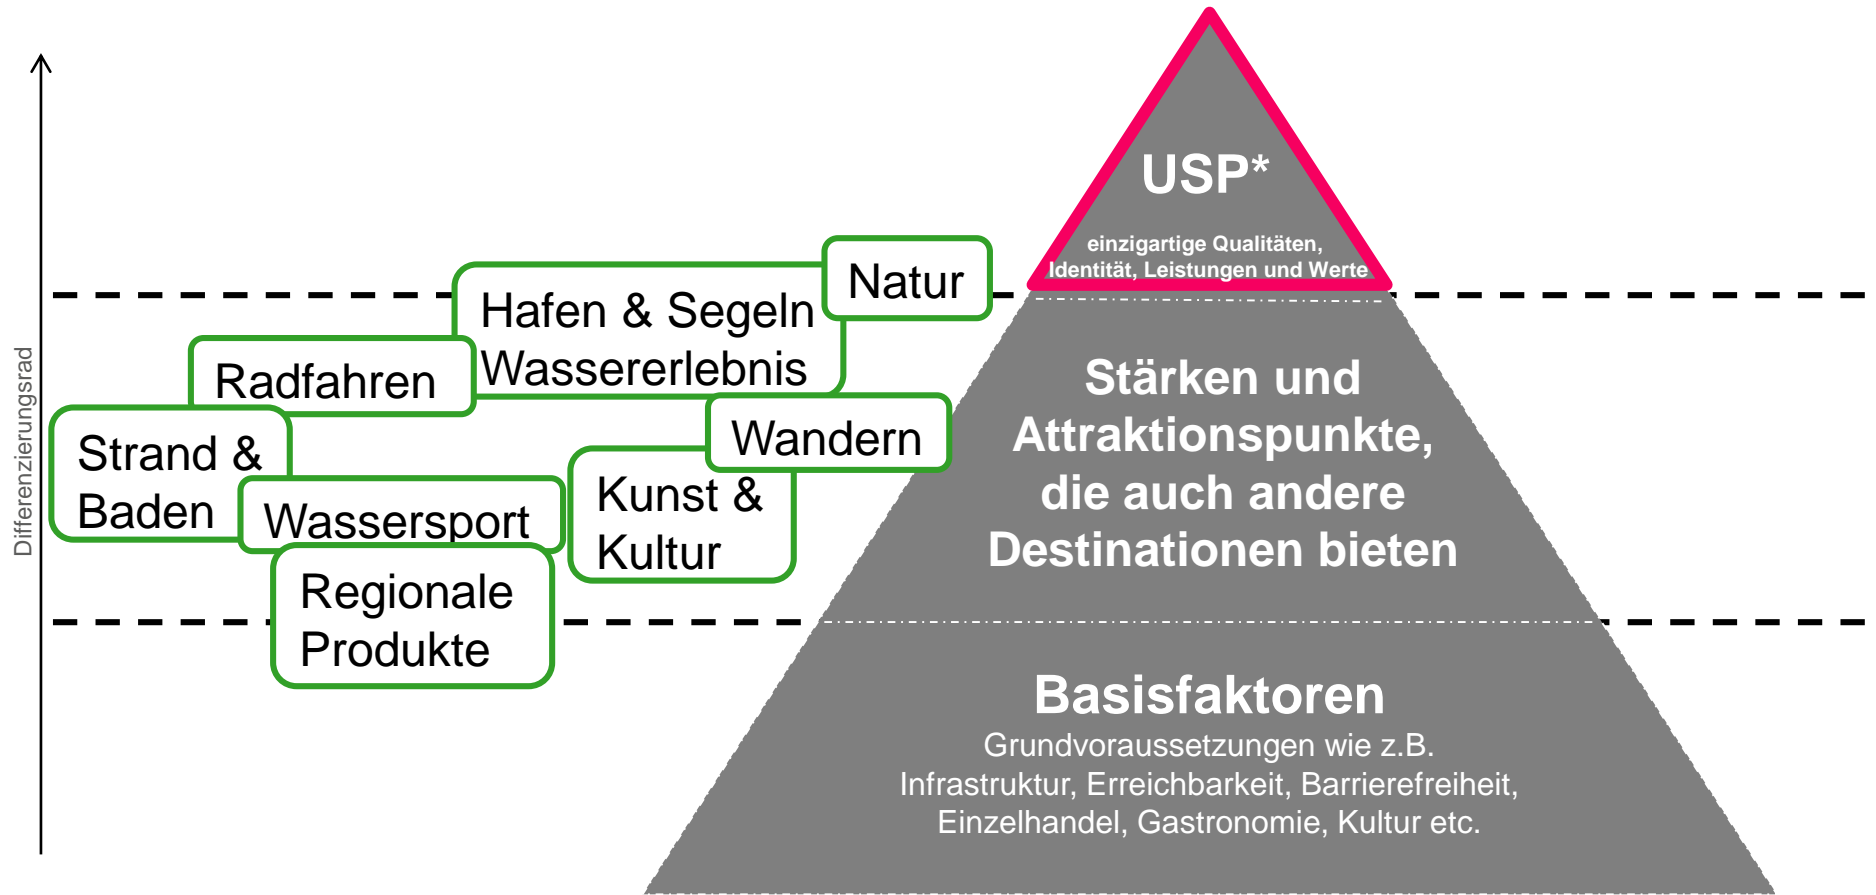 Differenzierungsrad
Natur
Hafen & Segeln
Wassererlebnis
Radfahren
Strand &
Baden
Wandern
Wassersport
Kunst &
Kultur
Regionale
Produkte
USP*
einzigartige Qualitäten,
Identität, Leistungen und Werte
Stärken und
Attraktionspunkte,
die auch andere
Destinationen bieten
Basisfaktoren
Grundvoraussetzungen wie z.B.
Infrastruktur, Erreichbarkeit, Barrierefreiheit,
Einzelhandel, Gastronomie, Kultur etc.